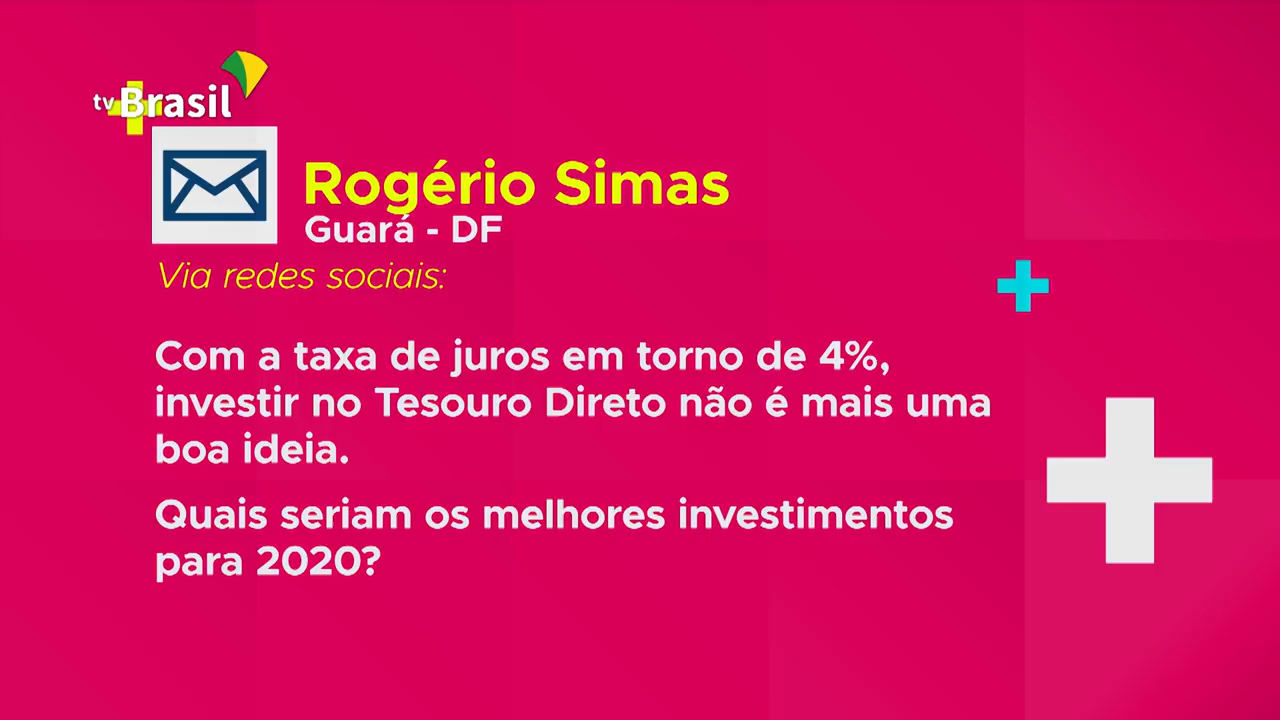 tv Brasil
Rogério Simas
Guará - DF
Via redes sociais:
Com a taxa de juros em torno de 4%,
investir no Tesouro Direto não é mais uma
boa ideia.
Quais seriam os melhores investimentos
para 2020?